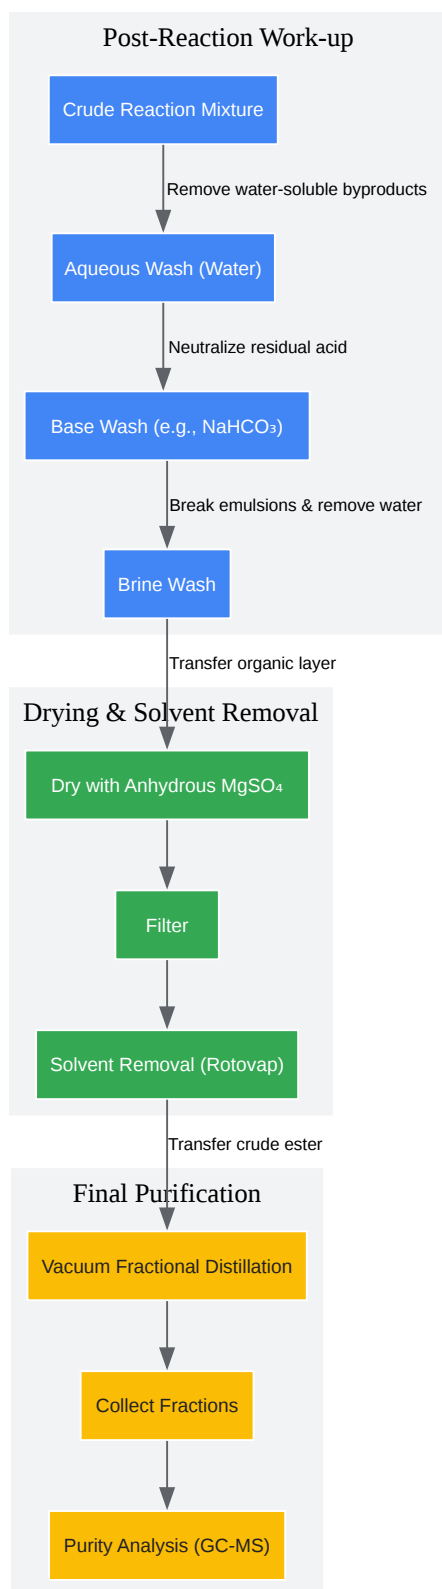 Post-Reaction Work-up
Crude Reaction Mixture
Remove water-soluble byproducts
Aqueous Wash (Water)
Neutralize residual acid
Base Wash (e.g., NaHCO₃)
Break emulsions & remove water
Brine Wash
Transfer organic layer
Drying & Solvent Removal
Dry with Anhydrous MgSO₄
Filter
Solvent Removal (Rotovap)
Transfer crude ester
Final Purification
Vacuum Fractional Distillation
Collect Fractions
Purity Analysis (GC-MS)